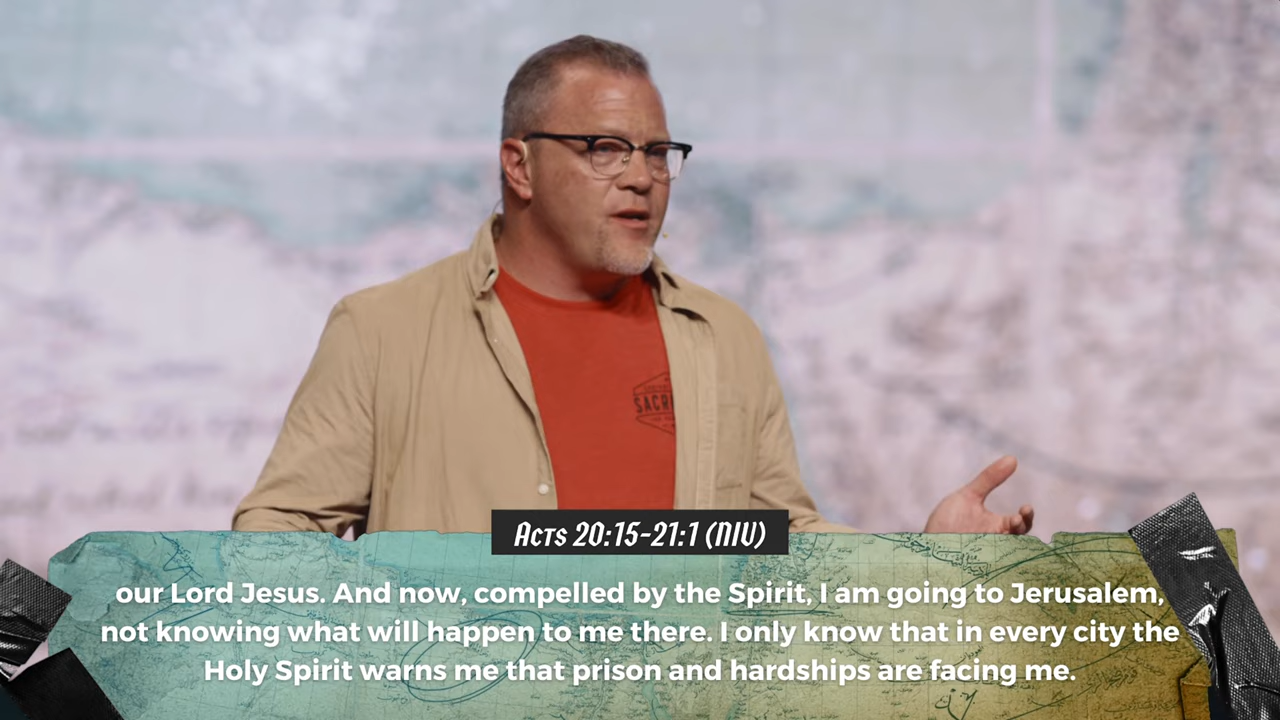 Acts 20:15-21:1 (NIV)
our Lord Jesus. And now, compelled by the Spirit, I am going to Jerusalem,
not knowing what will happen to me there. I only know that in every city the
Holy Spirit warns me that prison and hardships are facing me.